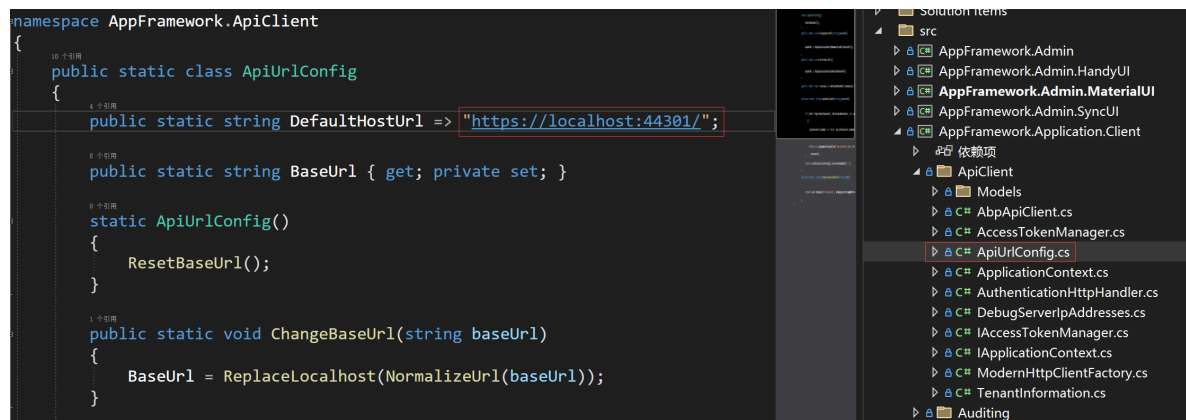 namespace AppFramework.ApiClient
{
10 个引用
public static class ApiUrlConfig
{
4 个引用
public static string DefaultHostUrl => "https://localhost:44301/";
8 个引用
public static string BaseUrl { get; private set; }
0 个引用
static ApiUrlConfig()
{
ResetBaseUrl();
}
1 个引用
public static void ChangeBaseUrl(string baseUrl)
{
BaseUrl = ReplaceLocalhost(NormalizeUrl(baseUrl));
}
Solution Items
src
AppFramework.Admin
AppFramework.Admin.HandyUI
AppFramework.Admin.MaterialUI
AppFramework.Admin.SyncUI
AppFramework.Application.Client
依赖项
ApiClient
Models
C# AbpApiClient.cs
C# AccessTokenManager.cs
C# ApiUrlConfig.cs
C# ApplicationContext.cs
C# AuthenticationHttpHandler.cs
C# DebugServerIpAddresses.cs
C# IAccessTokenManager.cs
C# IApplicationContext.cs
C# ModernHttpClientFactory.cs
C# TenantInformation.cs
Auditing